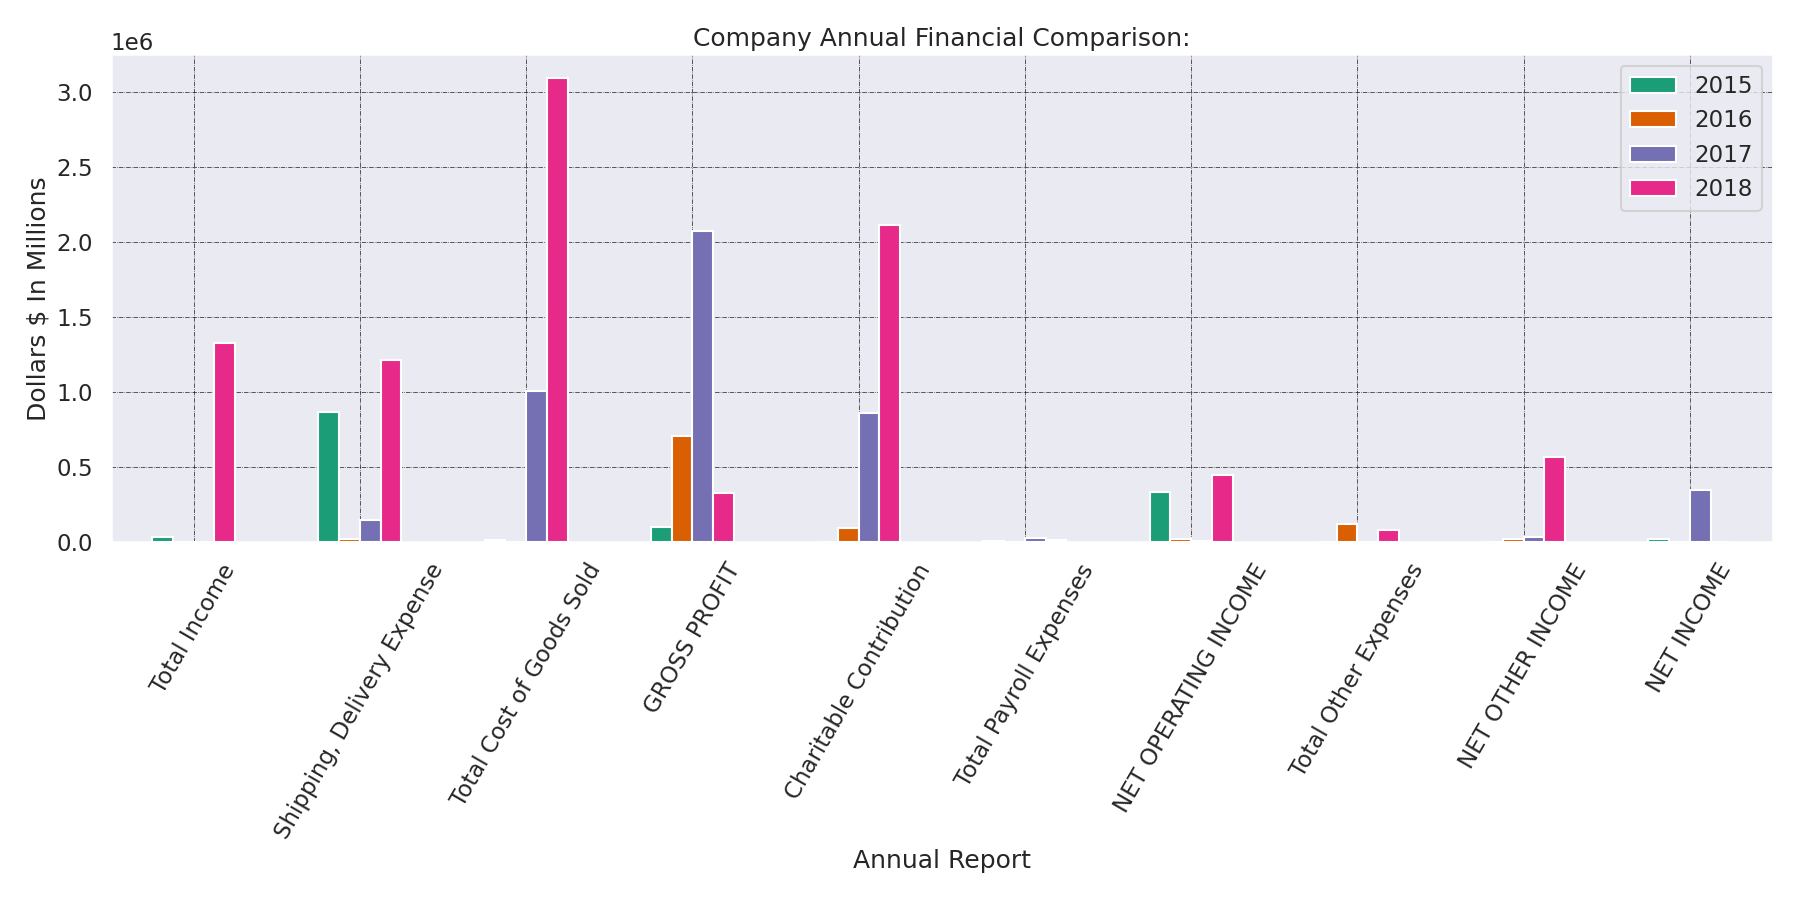 Company Annual Financial Comparison:
1e6
3.0
2.5
2.0
1.5
1.0
0.5
0.0
Dollars $ In Millions
2015
2016
2017
2018
Total Income
Shipping, Delivery Expense
Total Cost of Goods Sold
GROSS PROFIT
Charitable Contribution
Total Payroll Expenses
NET OPERATING INCOME
Total Other Expenses
NET OTHER INCOME
NET INCOME
Annual Report